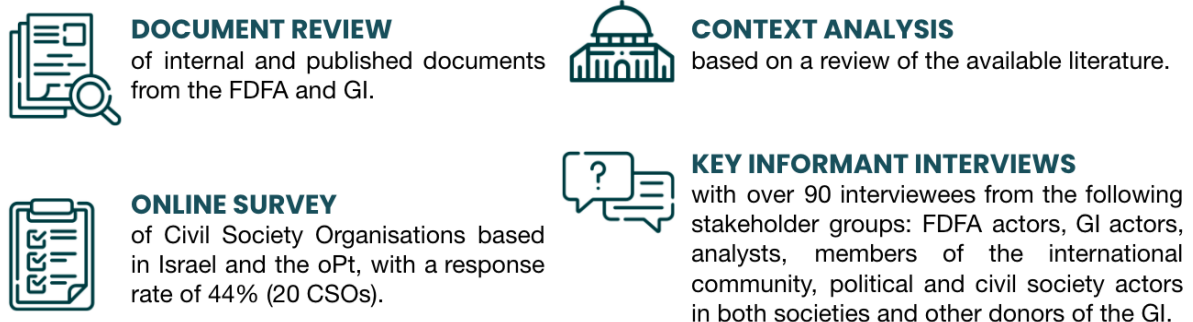 DOCUMENT REVIEW
of internal and published documents
from the FDFA and GI.
CONTEXT ANALYSIS
based on a review of the available literature.
ONLINE SURVEY
of Civil Society Organisations based
in Israel and the oPt, with a response
rate of 44% (20 CSOs).
?
KEY INFORMANT INTERVIEWS
with over 90 interviewees from the following
stakeholder groups: FDFA actors, GI actors,
analysts, members of the international
community, political and civil society actors
in both societies and other donors of the GI.